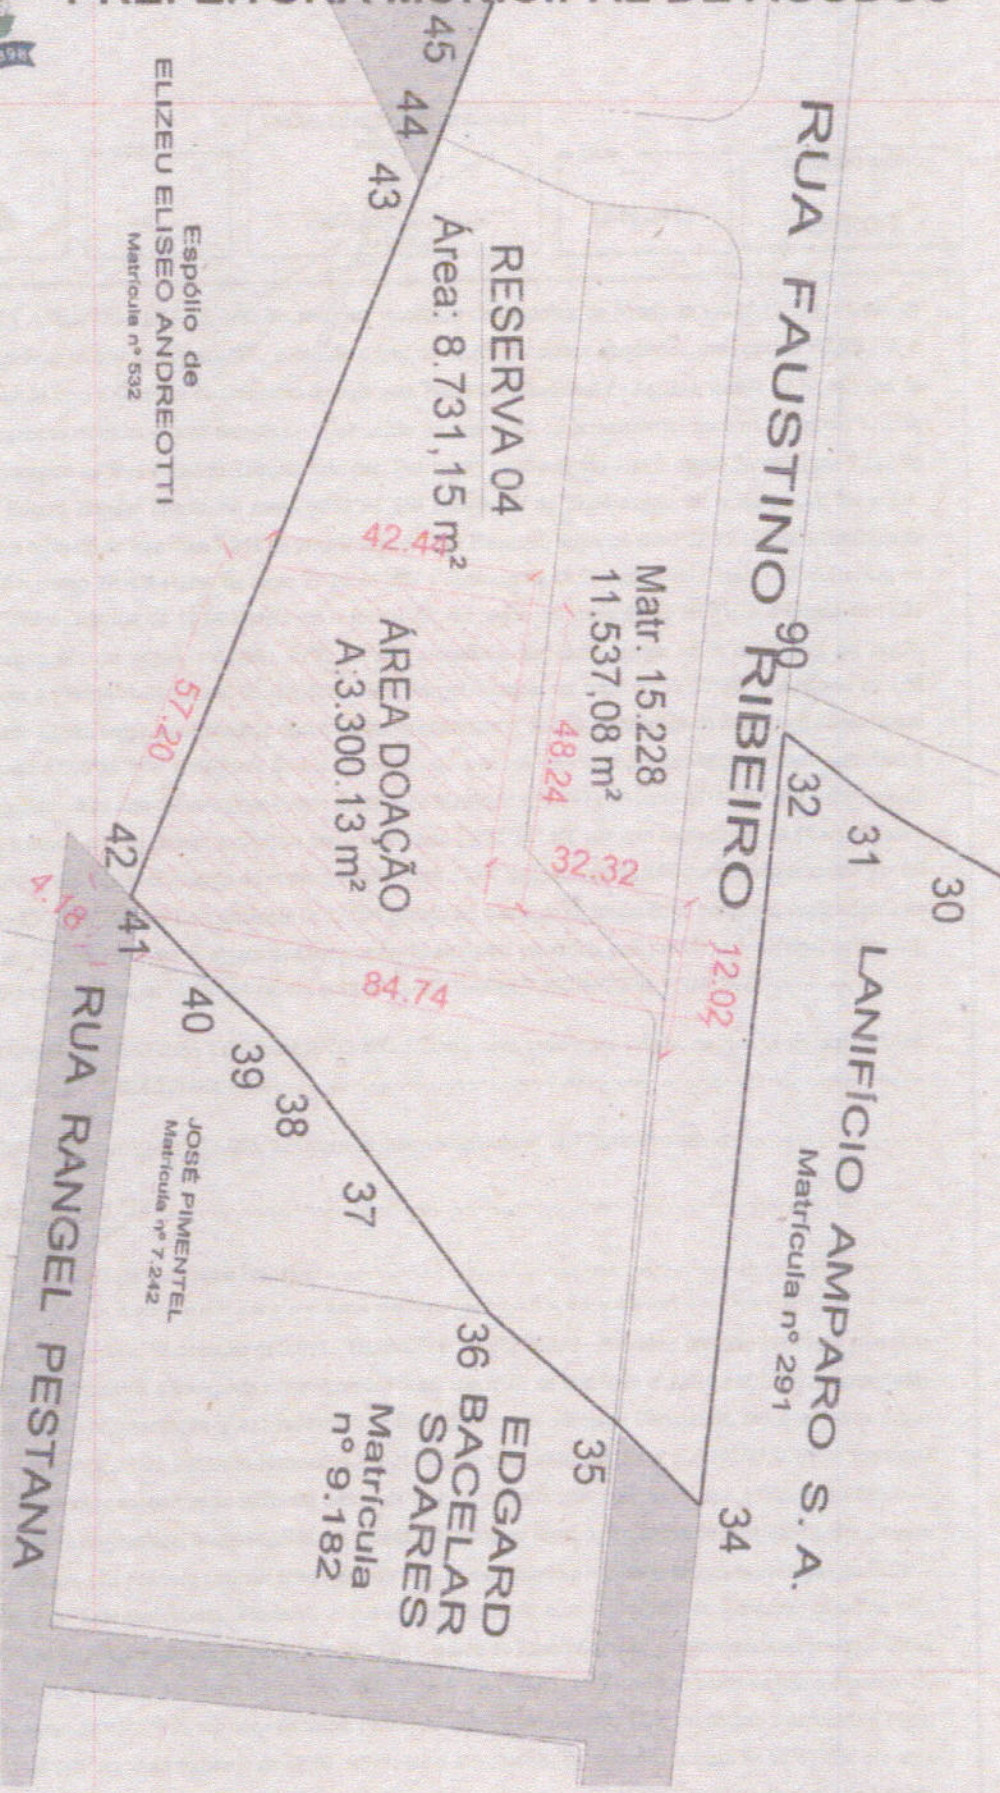 RUA FAUSTINO RIBEIRO
90
32
31
30
LANIFÍCIO AMPARO S. A.
Matrícula nº 291
34
45
44
43
RESERVA 04
Área: 8.731,15 m²
Matr. 15.228
11.537,08 m²
42.44
48.24
32.32
12.02
ÁREA DOAÇÃO
A:3.300.13 m²
84.74
57.20
4.18
Espólio de
ELIZEU ELISEO ANDREOTTI
Matrícula nº 532
42
41
40
39
38
37
36
35
JOSÉ PIMENTEL
Matrícula nº 7.242
EDGARD
BACELAR
SOARES
Matrícula
nº 9.182
RUA RANGEL PESTANA